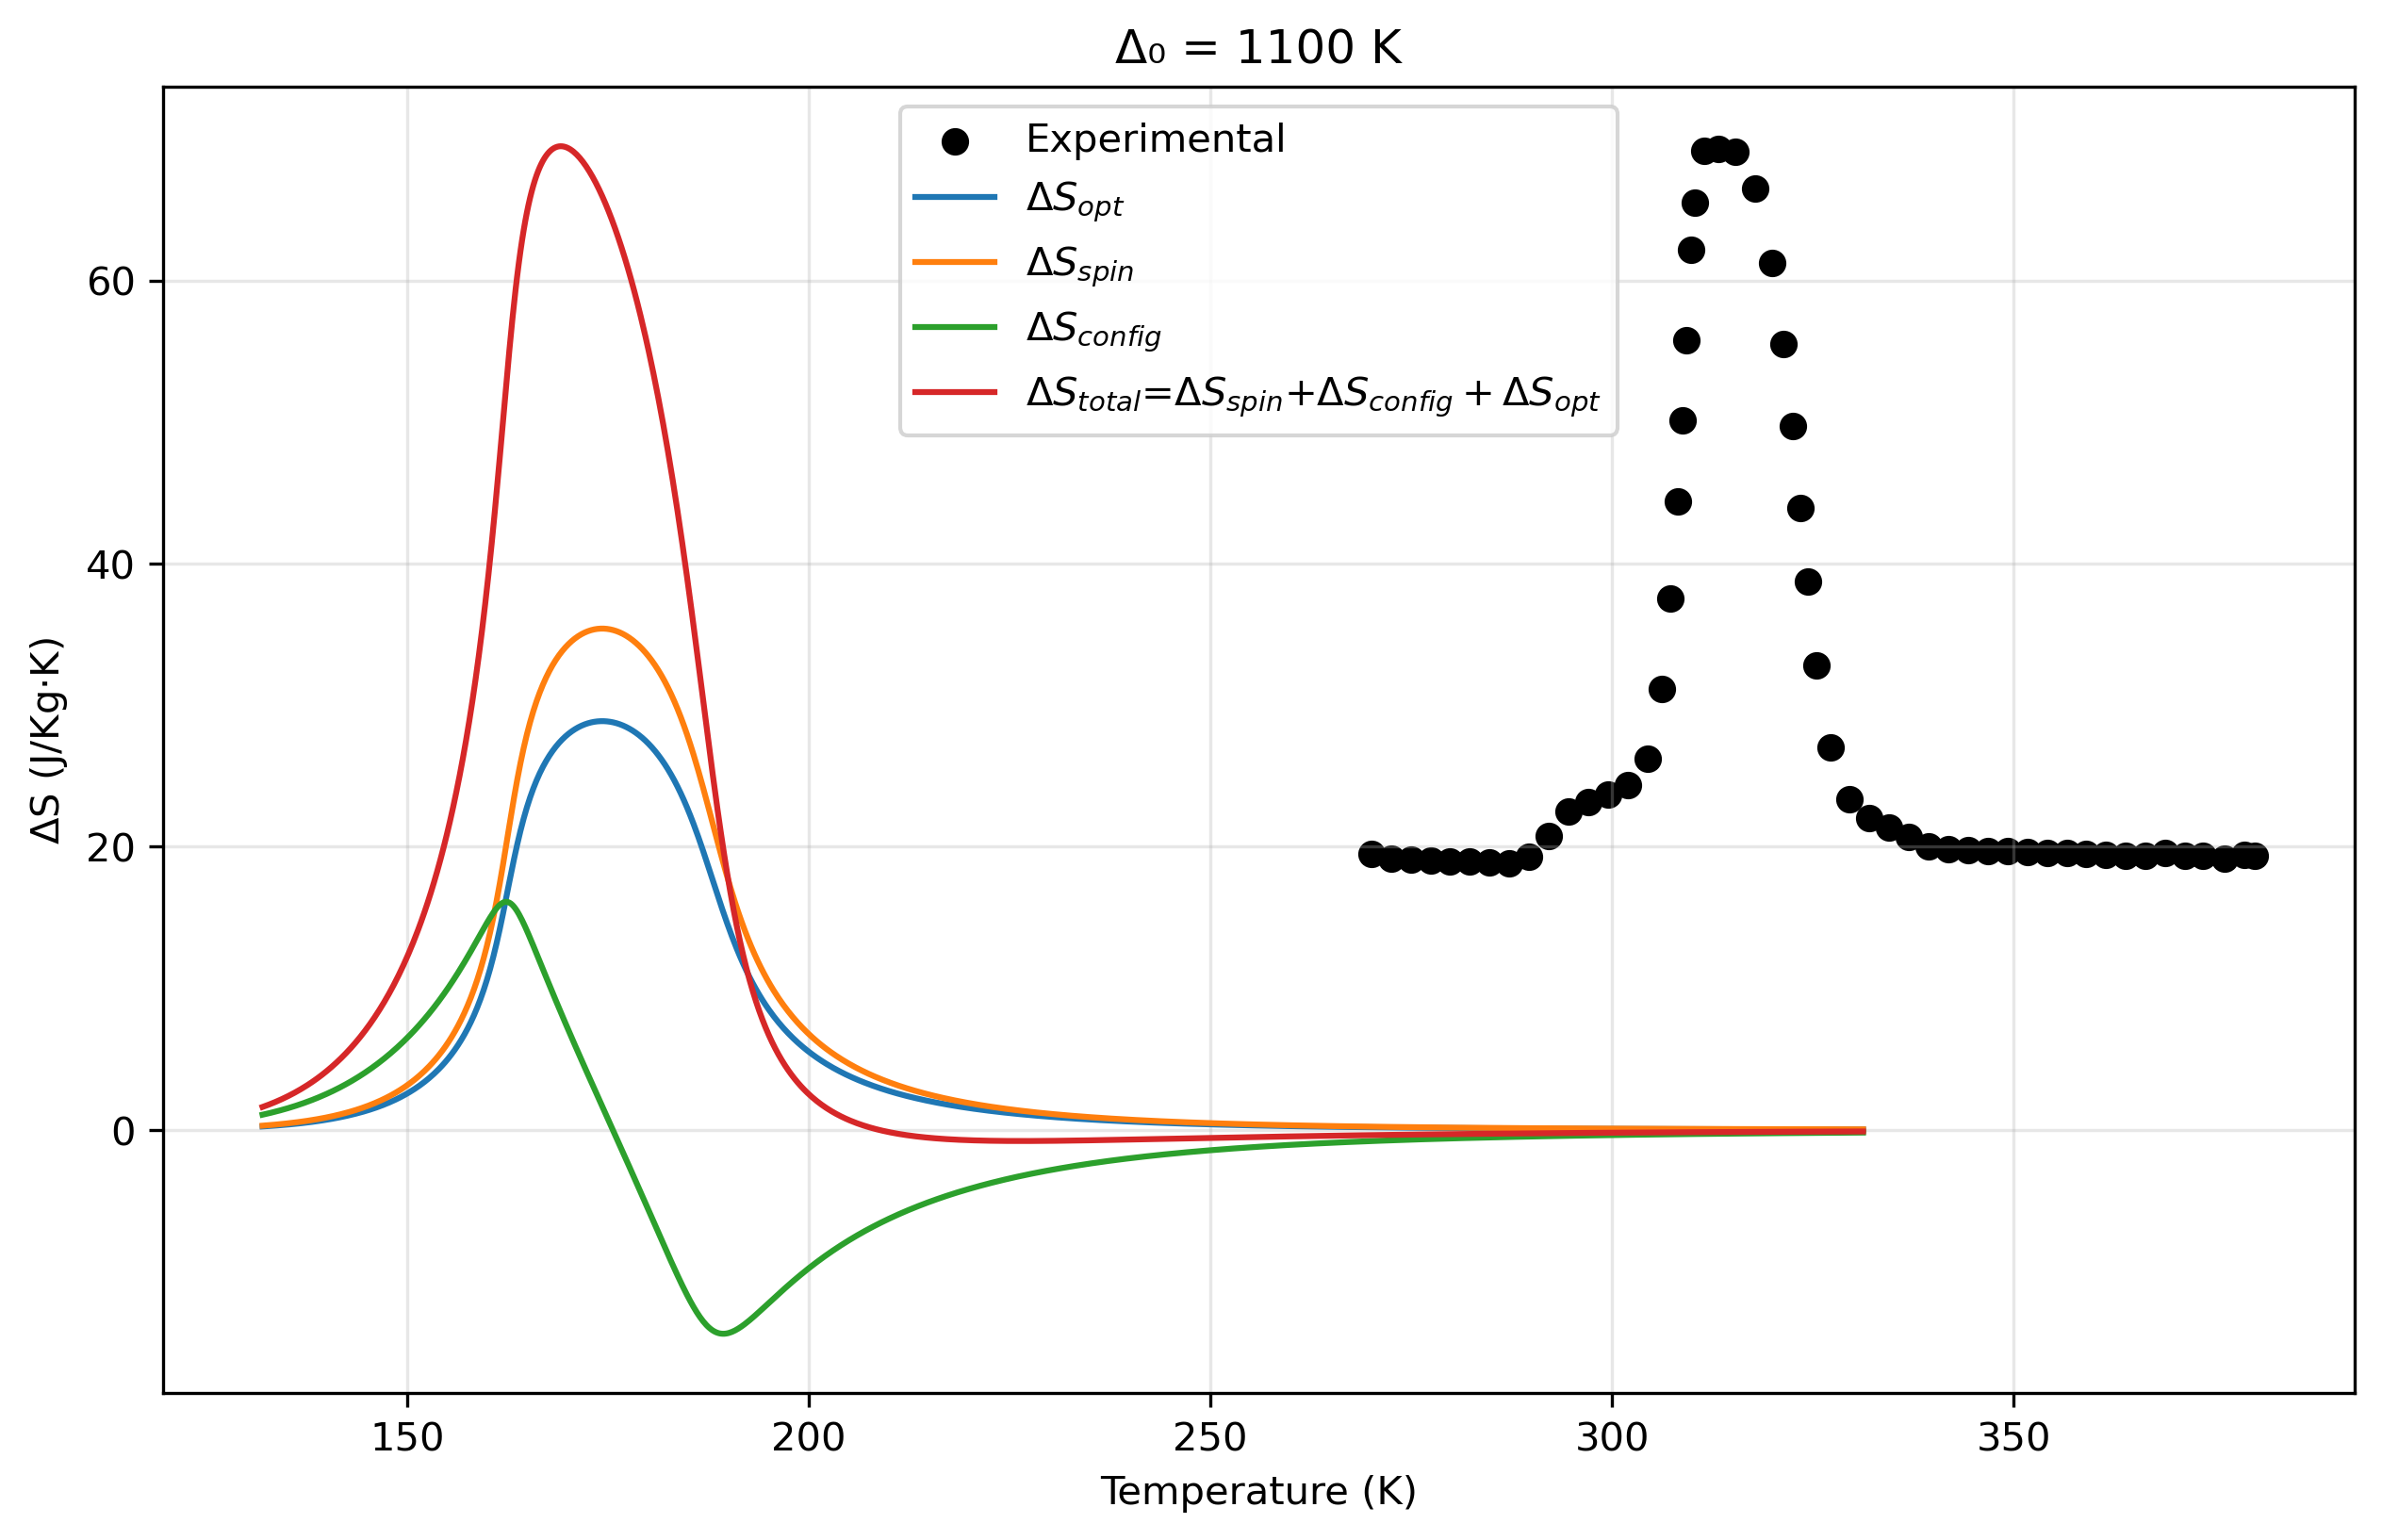 Δ₀ = 1100 K
Experimental
ΔS_opt
ΔS_spin
ΔS_config
ΔS_total=ΔS_spin+ΔS_config + ΔS_opt
ΔS (J/Kg·K)
60
40
20
0
150 200 250 300 350
Temperature (K)